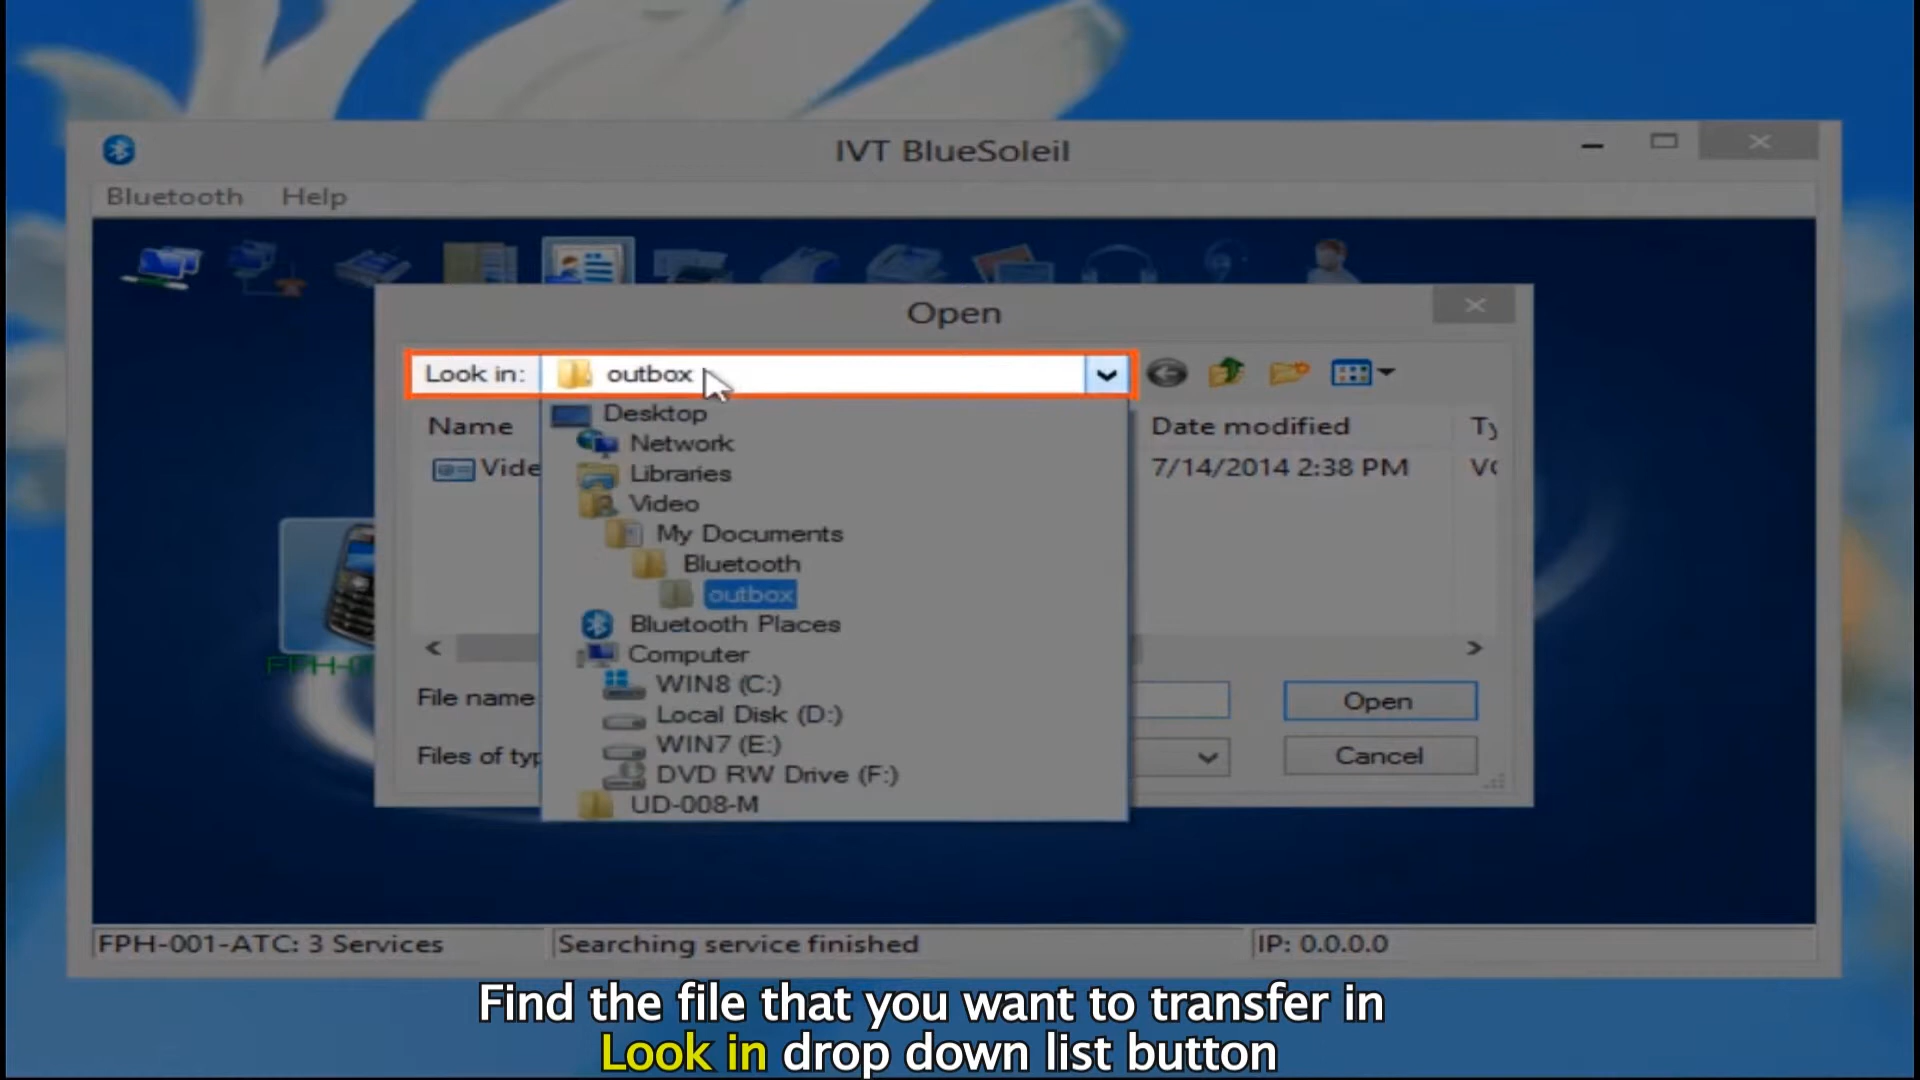 IVT BlueSoleil
Bluetooth Help
Open
Look in: outbox
Name Date modified
Vide 7/14/2014 2:38 PM
Desktop
Network
Libraries
Video
My Documents
Bluetooth
outbox
Bluetooth Places
Computer
WIN8 (C:)
Local Disk (D:)
WIN7 (E:)
DVD RW Drive (F:)
UD-008-M
File name Open
Files of typ Cancel
FPH-001-ATC: 3 Services Searching service finished IP: 0.0.0.0
Find the file that you want to transfer in
Look in drop down list button